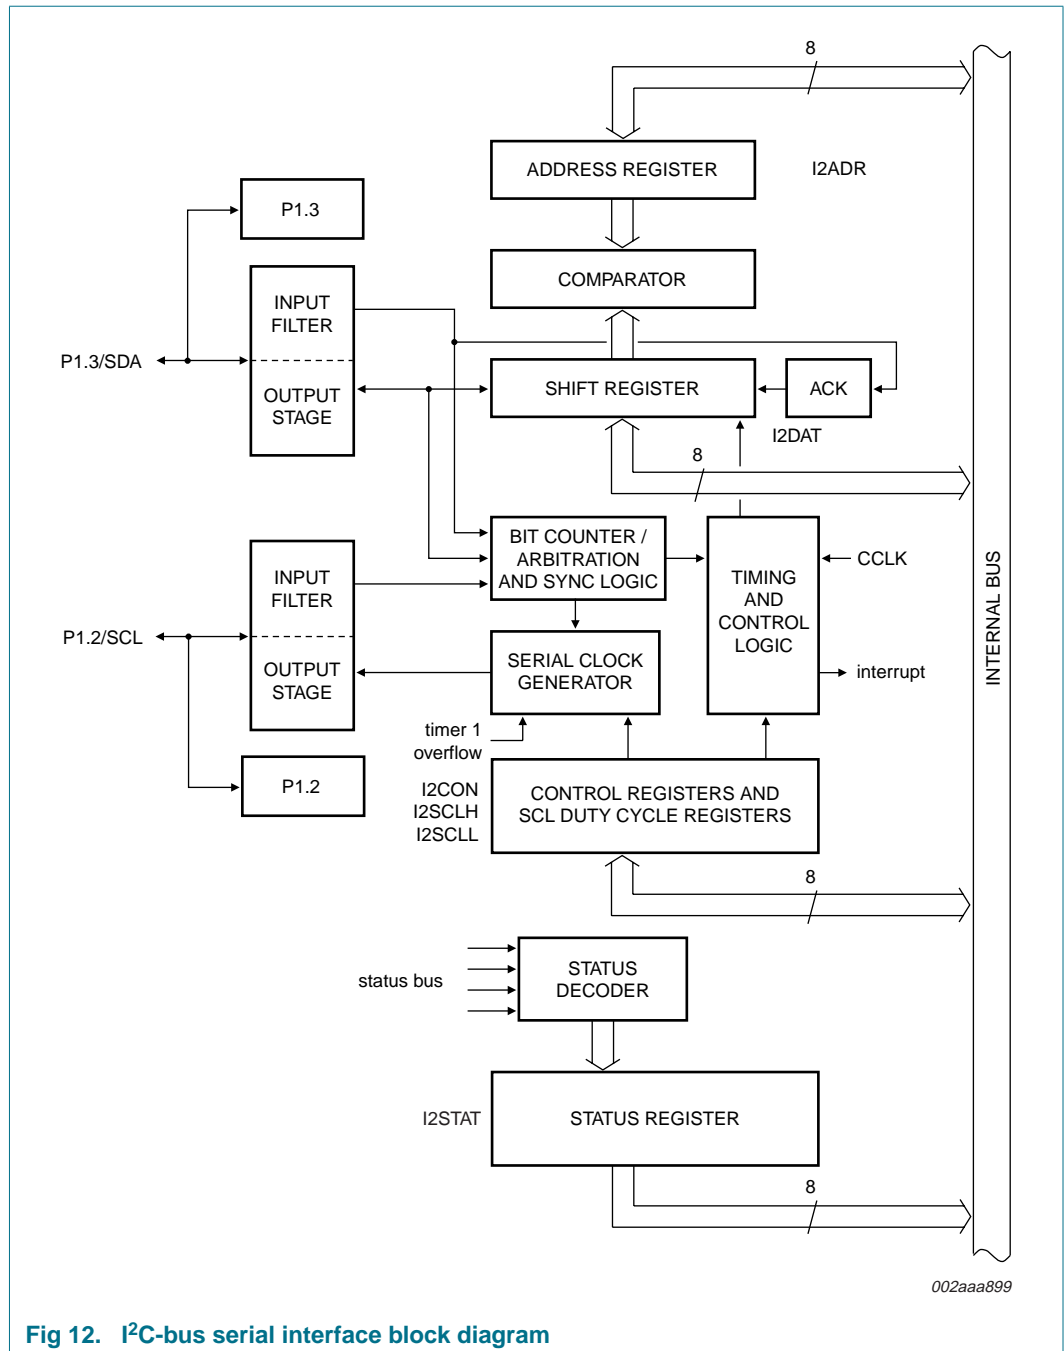 8
ADDRESS REGISTER
I2ADR
P1.3
COMPARATOR
INPUT
FILTER
P1.3/SDA
OUTPUT
STAGE
SHIFT REGISTER
ACK
I2DAT
8
BIT COUNTER /
ARBITRATION
AND SYNC LOGIC
INPUT
FILTER
TIMING
AND
CONTROL
LOGIC
CCLK
INTERNAL BUS
P1.2/SCL
OUTPUT
STAGE
SERIAL CLOCK
GENERATOR
interrupt
timer 1
overflow
P1.2
I2CON
I2SCLH
I2SCLL
CONTROL REGISTERS AND
SCL DUTY CYCLE REGISTERS
8
status bus
STATUS
DECODER
I2STAT
STATUS REGISTER
8
002aaa899
Fig 12. I²C-bus serial interface block diagram